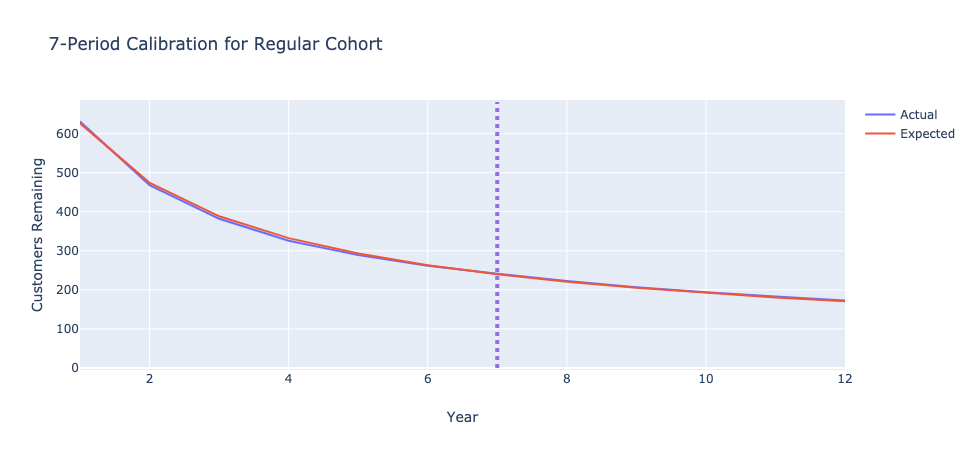 7-Period Calibration for Regular Cohort
Actual
Expected
600
500
400
300
200
100
0
Customers Remaining
2 4 6 8 10 12
Year